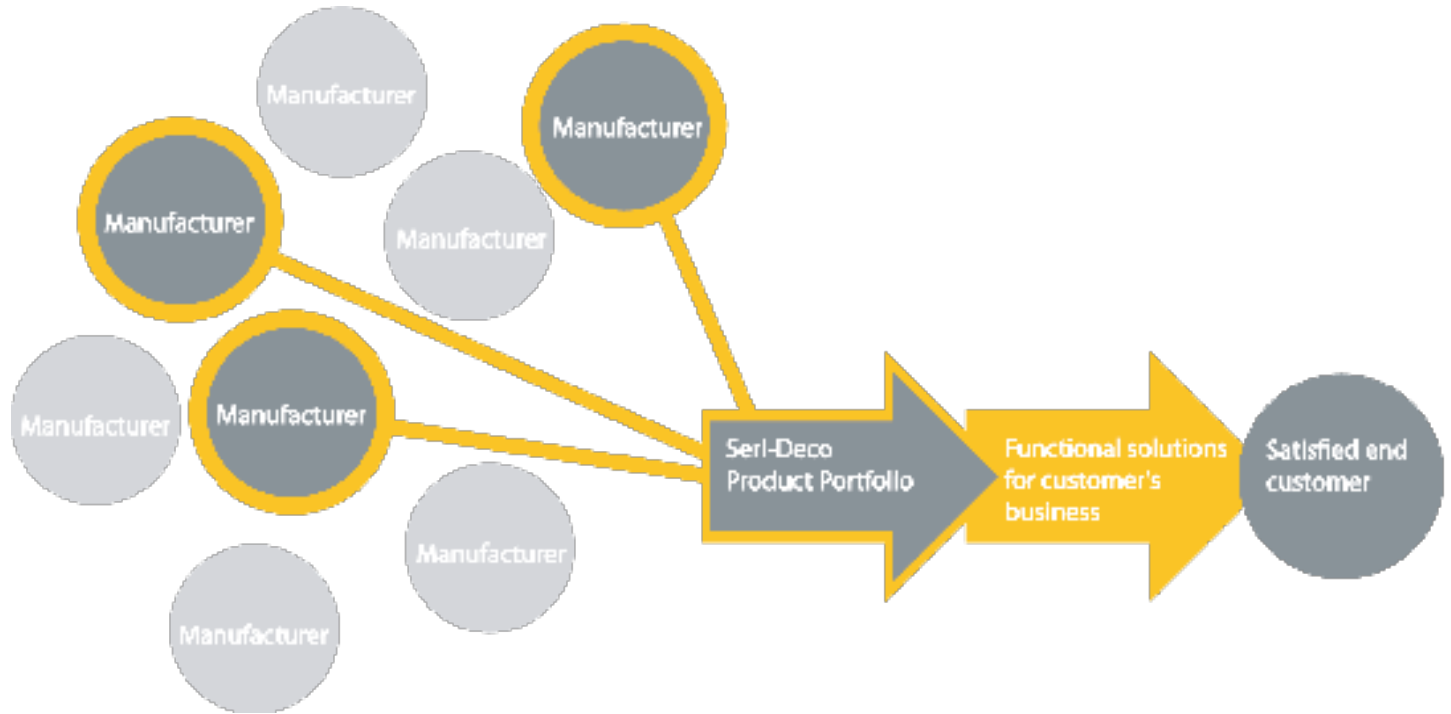 Manufacturer
Manufacturer
Manufacturer
Manufacturer
Manufacturer
Manufacturer
Manufacturer
Manufacturer
Manufacturer
Seri-Deco
Product Portfolio
Functional solutions
for customer's
business
Satisfied end
customer